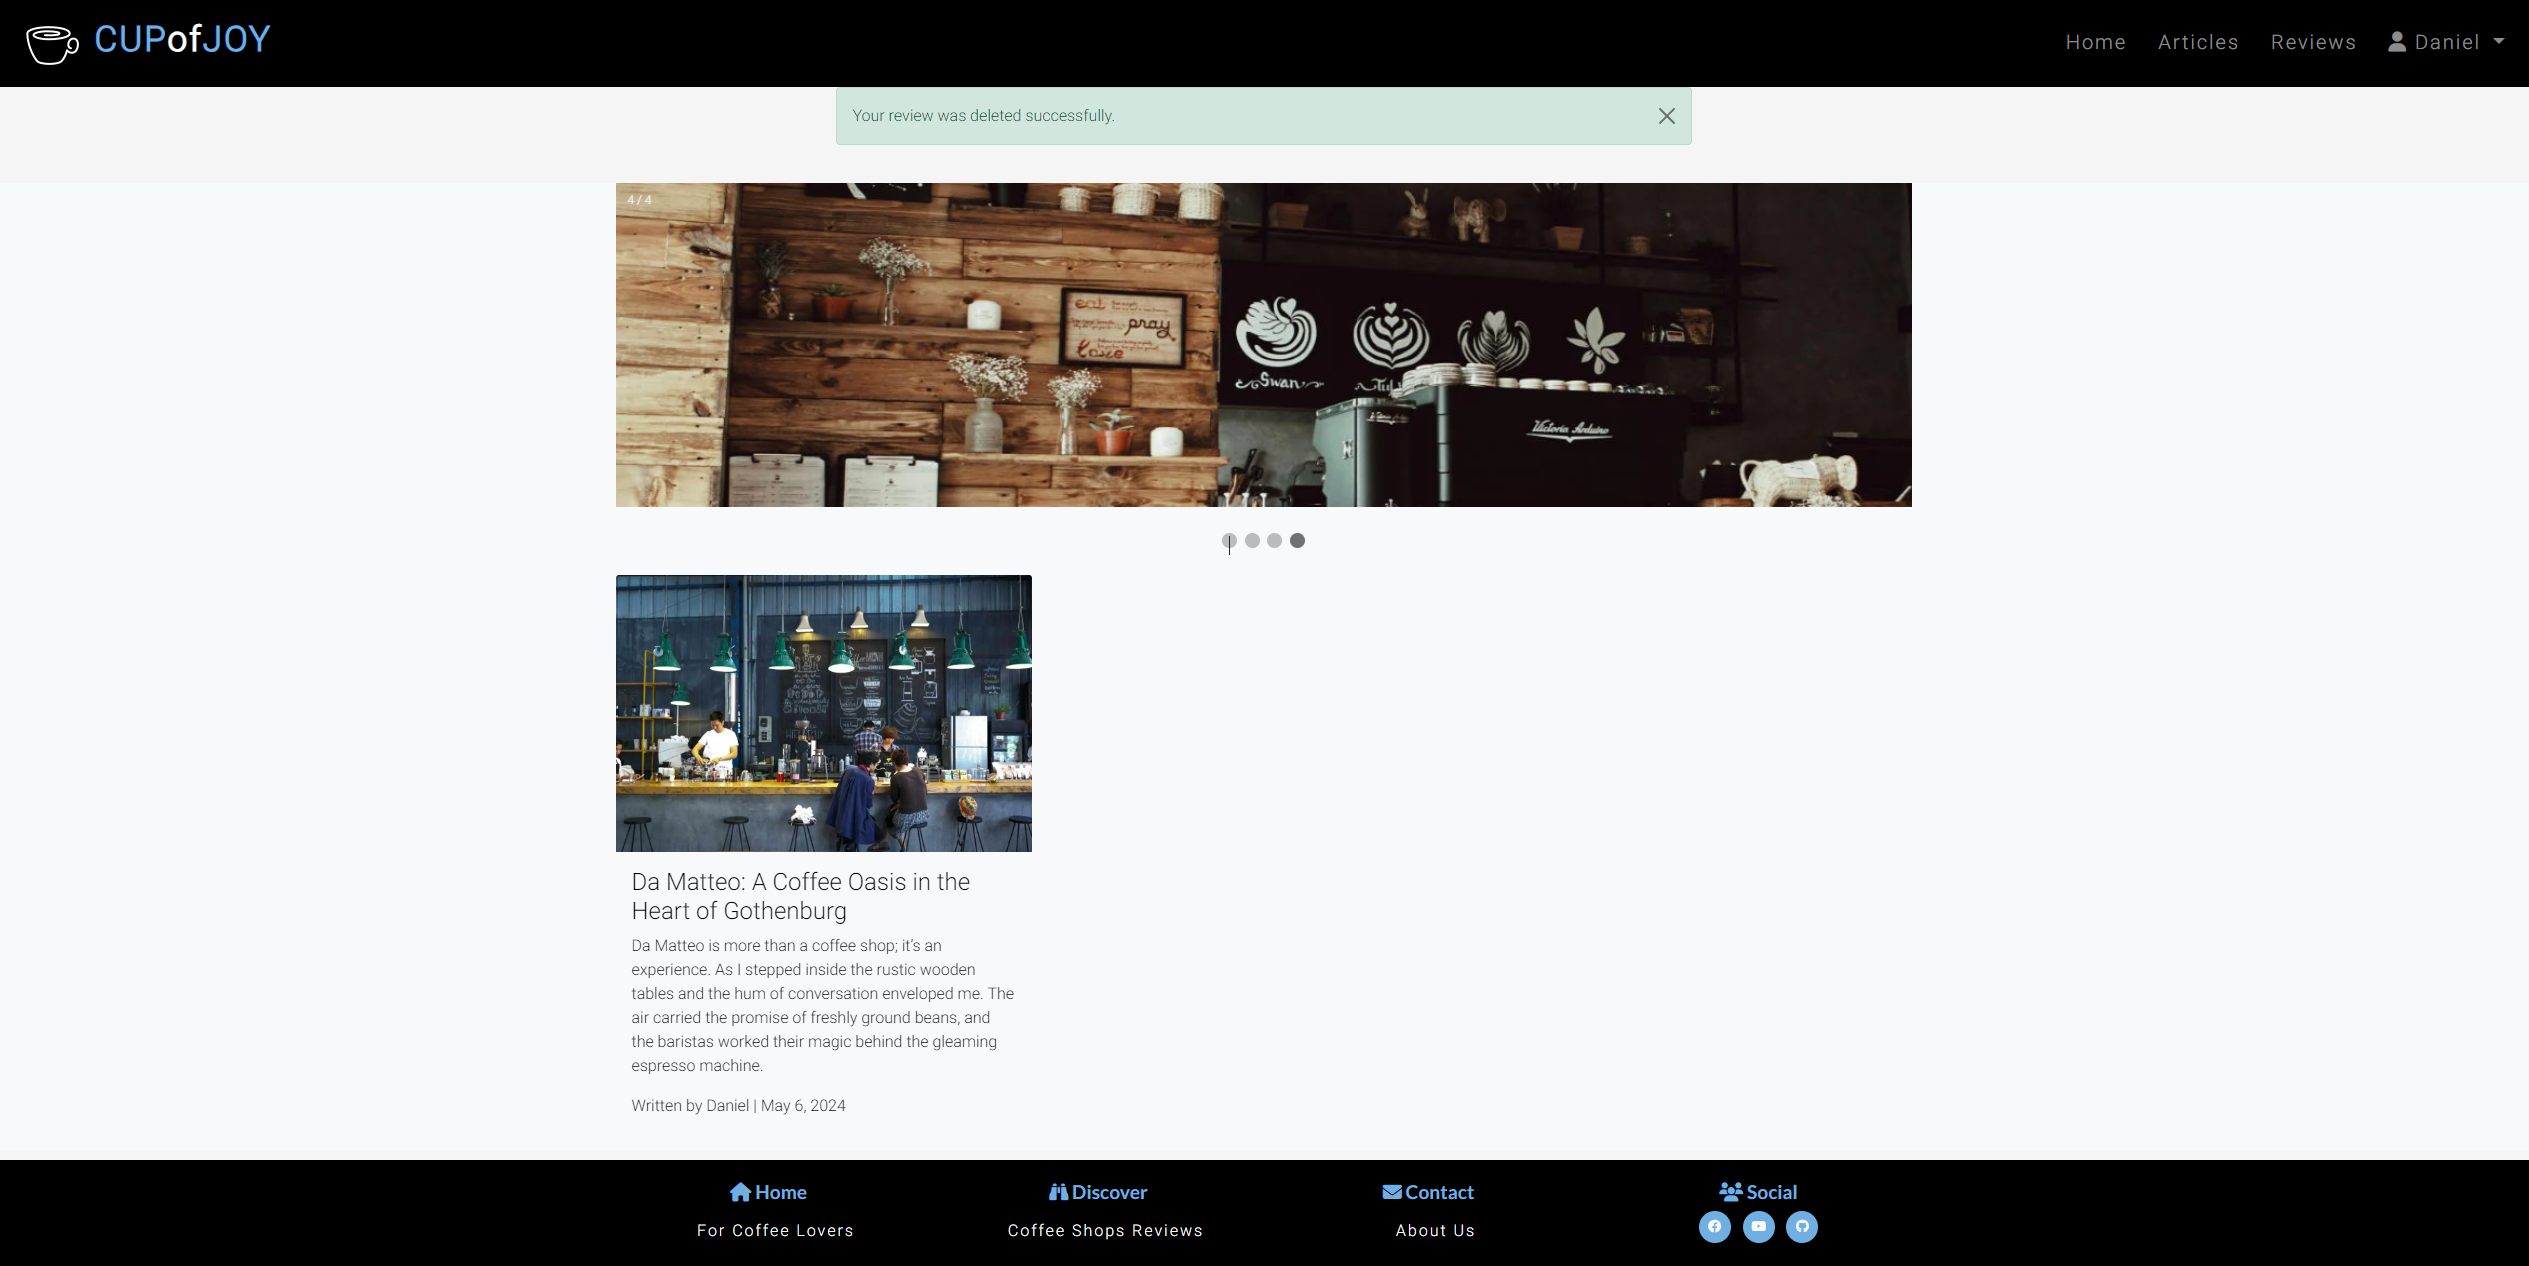 CUPofJOY
Home Articles Reviews Daniel
Your review was deleted successfully.
4 / 4
eat
pray
love
Swan
Victoria Arduino
Da Matteo: A Coffee Oasis in the
Heart of Gothenburg
Da Matteo is more than a coffee shop; it's an
experience. As I stepped inside the rustic wooden
tables and the hum of conversation enveloped me. The
air carried the promise of freshly ground beans, and
the baristas worked their magic behind the gleaming
espresso machine.
Written by Daniel | May 6, 2024
Home Discover Contact Social
For Coffee Lovers Coffee Shops Reviews About Us